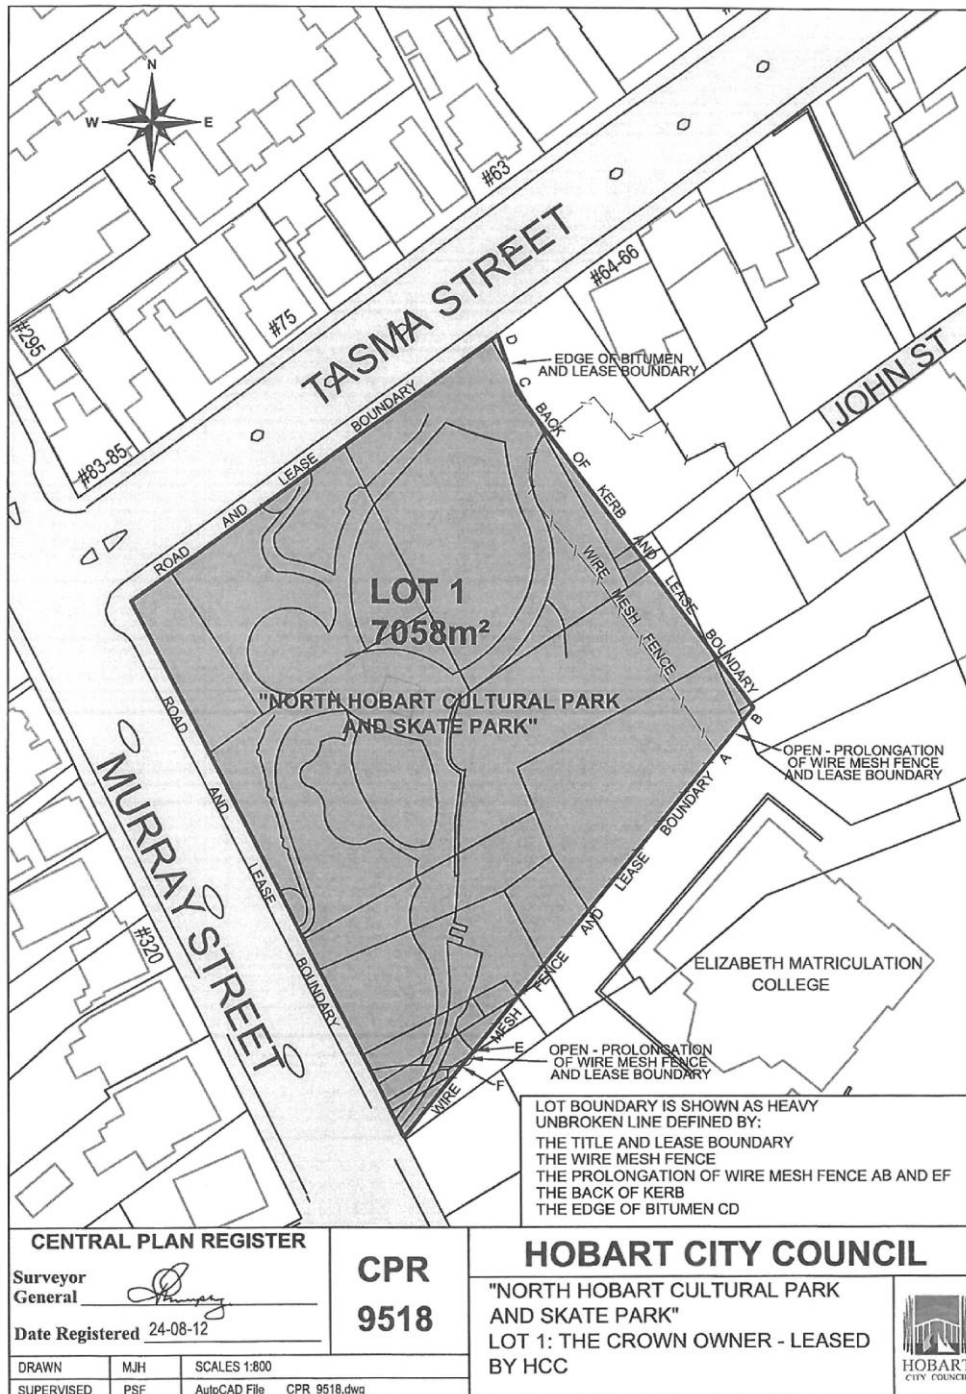 N
W E
S
#63
TASMA STREET
#64-66
#75
#295
#83-85
JOHN ST
D
EDGE OF BITUMEN
AND LEASE BOUNDARY
C
BACK OF KERB AND LEASE BOUNDARY
ROAD AND LEASE BOUNDARY
WIRE MESH FENCE
LOT 1
7058m²
"NORTH HOBART CULTURAL PARK
AND SKATE PARK"
B
OPEN - PROLONGATION
OF WIRE MESH FENCE
AND LEASE BOUNDARY
A
ROAD AND LEASE BOUNDARY
MURRAY STREET
#320
WIRE MESH FENCE AND LEASE BOUNDARY
ELIZABETH MATRICULATION
COLLEGE
E
OPEN - PROLONGATION
OF WIRE MESH FENCE
AND LEASE BOUNDARY
F
LOT BOUNDARY IS SHOWN AS HEAVY
UNBROKEN LINE DEFINED BY:
THE TITLE AND LEASE BOUNDARY
THE WIRE MESH FENCE
THE PROLONGATION OF WIRE MESH FENCE AB AND EF
THE BACK OF KERB
THE EDGE OF BITUMEN CD
CENTRAL PLAN REGISTER
Surveyor
General
Date Registered 24-08-12
CPR
9518
HOBART CITY COUNCIL
"NORTH HOBART CULTURAL PARK
AND SKATE PARK"
LOT 1: THE CROWN OWNER - LEASED
BY HCC
HOBART
CITY COUNCIL
DRAWN MJH SCALES 1:800
SUPERVISED PSF AutoCAD File CPR_9518.dwg